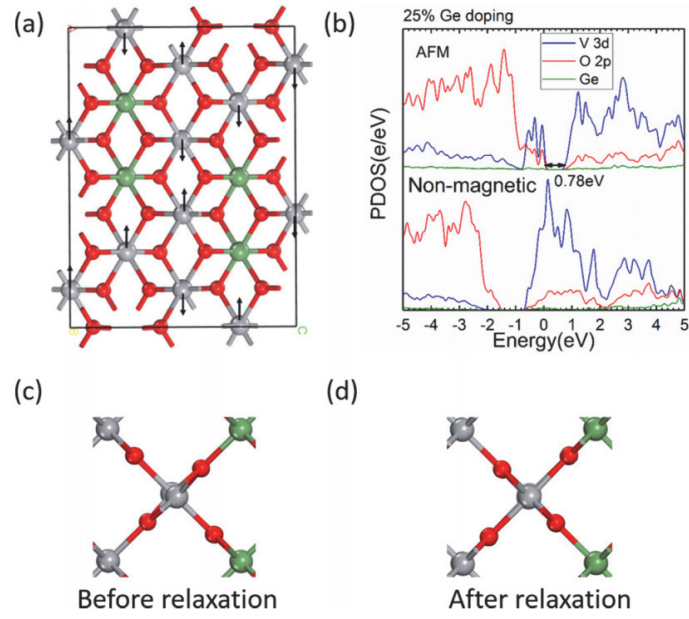 (a)
(b)
25% Ge doping
AFM
V 3d
O 2p
Ge
0.78eV
Non-magnetic
PDOS(e/eV)
-5 -4 -3 -2 -1 0 1 2 3 4 5
Energy(eV)
C
(c)
(d)
Before relaxation
After relaxation